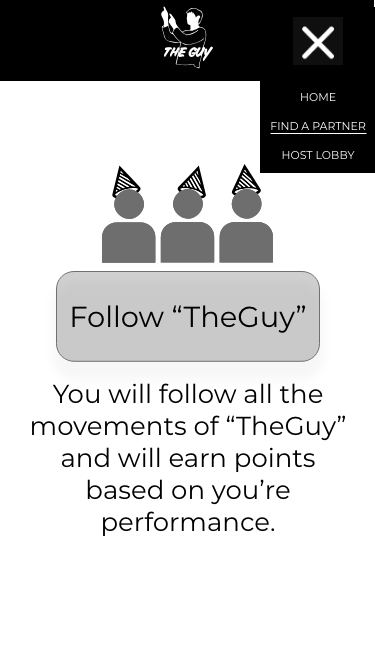 THE GUY
HOME
FIND A PARTNER
HOST LOBBY
Follow “TheGuy”
You will follow all the
movements of “TheGuy”
and will earn points
based on you’re
performance.